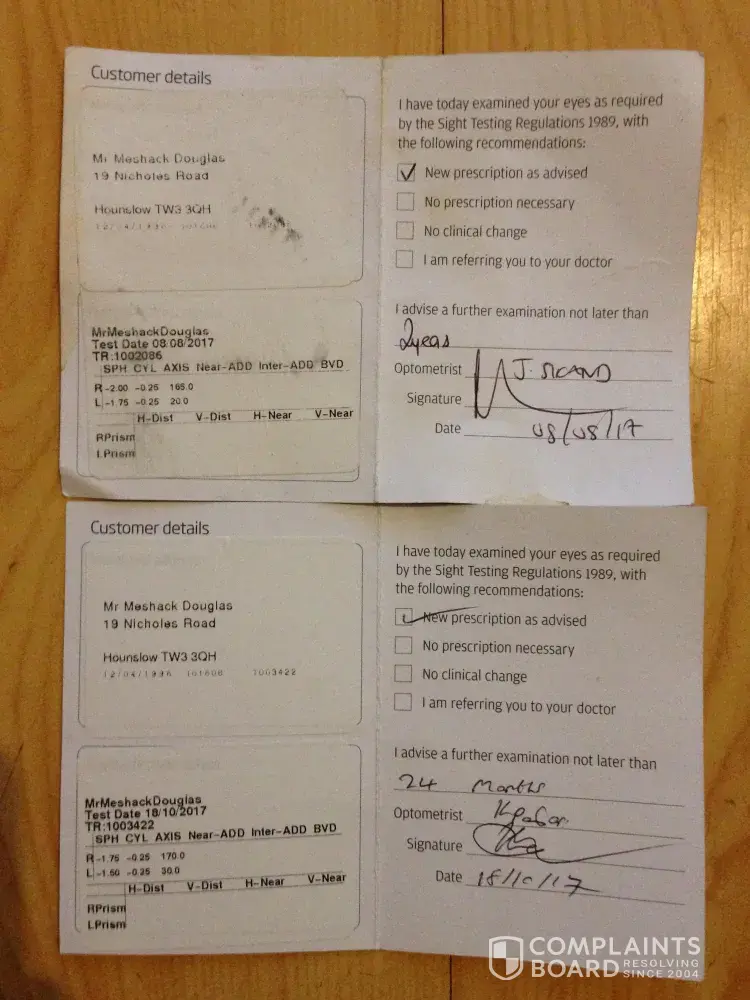 Customer details
Mr Meshack Douglas
19 Nicholes Road
Hounslow TW3 3QH
12/04/1996 101608
MrMeshackDouglas
Test Date 08/08/2017
TR:1002086
SPH CYL AXIS Near-ADD Inter-ADD BVD
R -2.00 -0.25 165.0
L -1.75 -0.25 20.0
H-Dist V-Dist H-Near V-Near
RPrism
LPrism
I have today examined your eyes as required
by the Sight Testing Regulations 1989, with
the following recommendations:
New prescription as advised
No prescription necessary
No clinical change
I am referring you to your doctor
I advise a further examination not later than
2years
Optometrist J. SICAND
Signature
Date 08/08/17
Customer details
Mr Meshack Douglas
19 Nicholes Road
Hounslow TW3 3QH
12/04/1996 101608 1003422
MrMeshackDouglas
Test Date 18/10/2017
TR:1003422
SPH CYL AXIS Near-ADD Inter-ADD BVD
R -1.75 -0.25 170.0
L -1.50 -0.25 30.0
H-Dist V-Dist H-Near V-Near
RPrism
LPrism
I have today examined your eyes as required
by the Sight Testing Regulations 1989, with
the following recommendations:
New prescription as advised
No prescription necessary
No clinical change
I am referring you to your doctor
I advise a further examination not later than
24 Months
Optometrist
Signature
Date 18/10/17
COMPLAINTS
BOARD RESOLVING
SINCE 2004